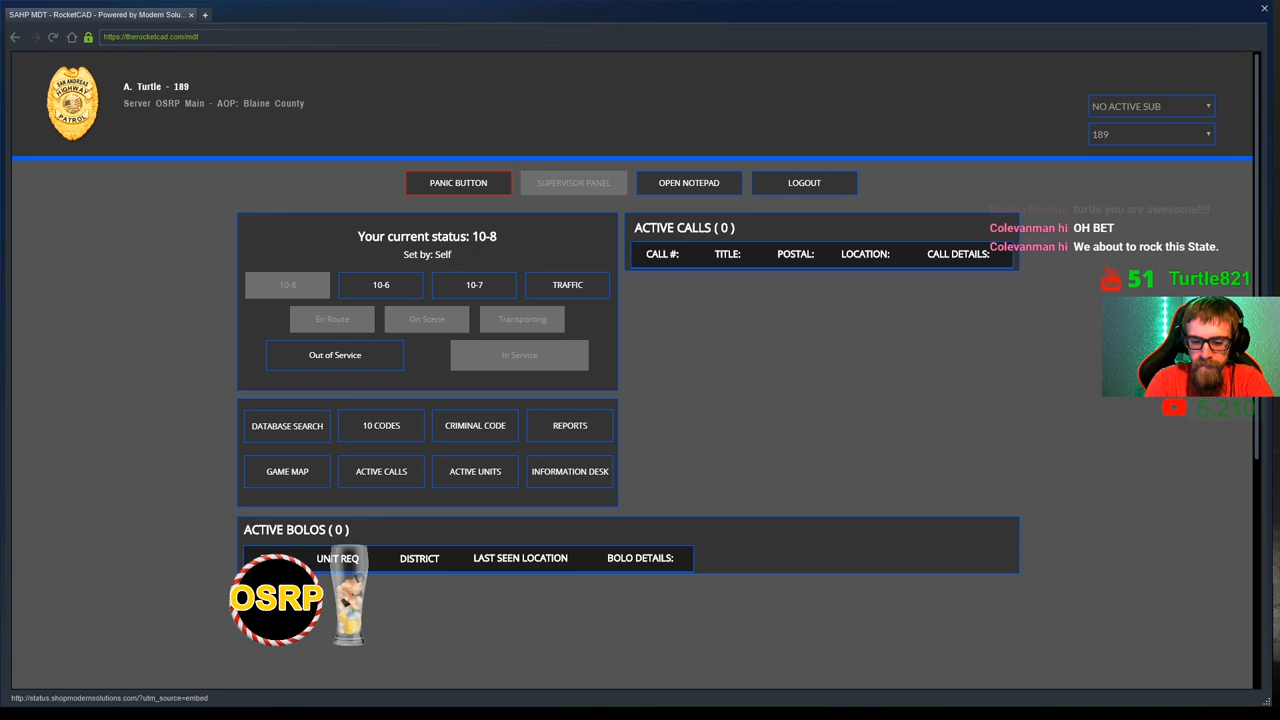 SAHP MDT - RocketCAD - Powered by Modern Solu...
https://therocketcad.com/mdt
SAN ANDREAS
HIGHWAY
PATROL
A. Turtle - 189
Server OSRP Main - AOP: Blaine County
NO ACTIVE SUB
189
PANIC BUTTON
SUPERVISOR PANEL
OPEN NOTEPAD
LOGOUT
turtle you are awesome!!!!
Colevanman hi OH BET
Colevanman hi We about to rock this State.
51 Turtle821
5,210
Your current status: 10-8
Set by: Self
10-8
10-6
10-7
TRAFFIC
En Route
On Scene.
Transporting
Out of Service
In Service
ACTIVE CALLS ( 0 )
CALL #: TITLE: POSTAL: LOCATION: CALL DETAILS:
DATABASE SEARCH
10 CODES
CRIMINAL CODE
REPORTS
GAME MAP
ACTIVE CALLS
ACTIVE UNITS
INFORMATION DESK
ACTIVE BOLOS ( 0 )
UNIT REQ DISTRICT LAST SEEN LOCATION BOLO DETAILS:
OSRP
http://status.shopmodernsolutions.com/?utm_source=embed